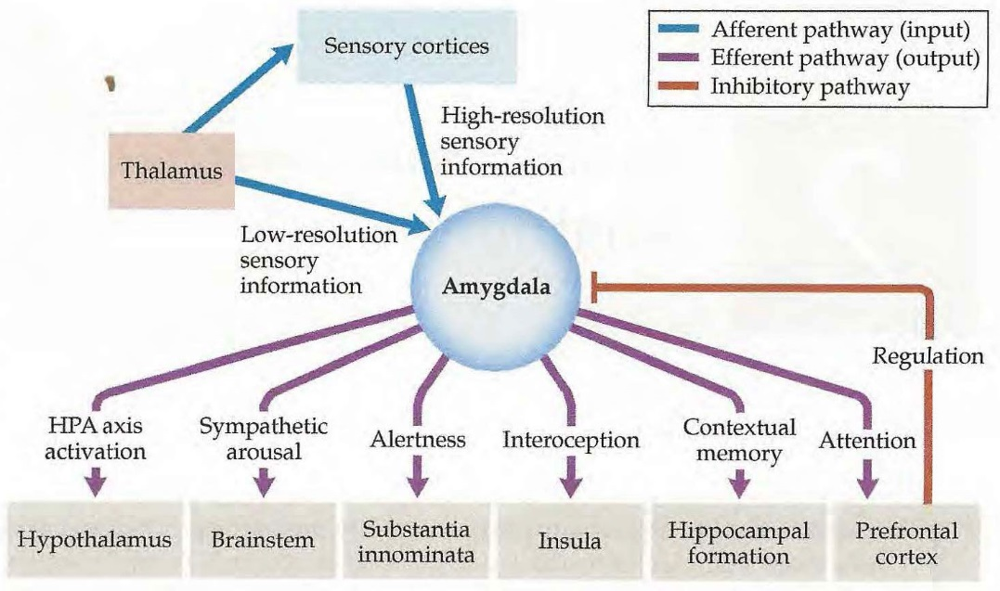 Sensory cortices
Afferent pathway (input)
Efferent pathway (output)
Inhibitory pathway
High-resolution
sensory
information
Thalamus
Low-resolution
sensory
information
Amygdala
Regulation
HPA axis
activation
Sympathetic
arousal
Alertness
Interoception
Contextual
memory
Attention
Hypothalamus
Brainstem
Substantia
innominata
Insula
Hippocampal
formation
Prefrontal
cortex